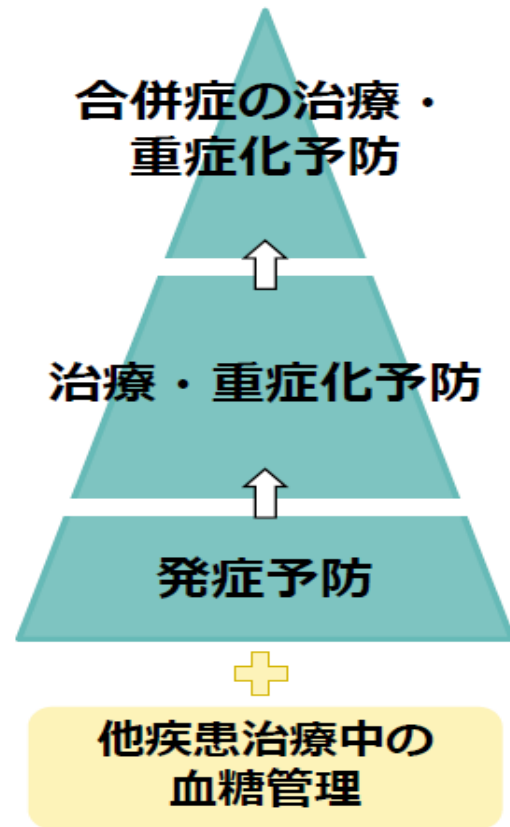 合併症の治療・
重症化予防
治療・重症化予防
発症予防
他疾患治療中の
血糖管理